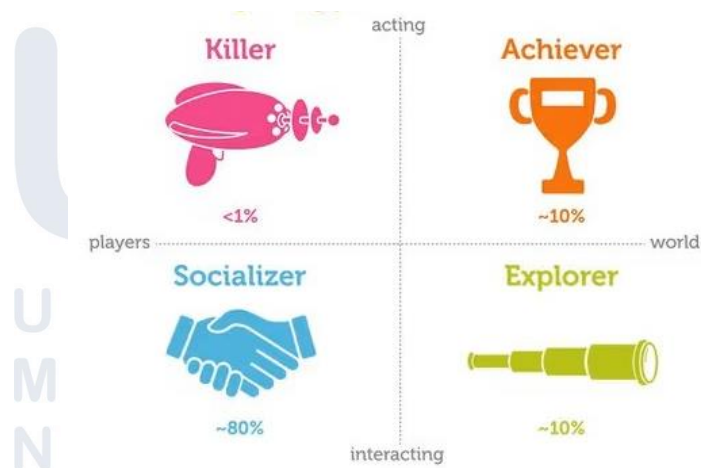 acting
Killer
Achiever
<1%
~10%
players
world
Socializer
Explorer
~80%
~10%
interacting
U
M
N